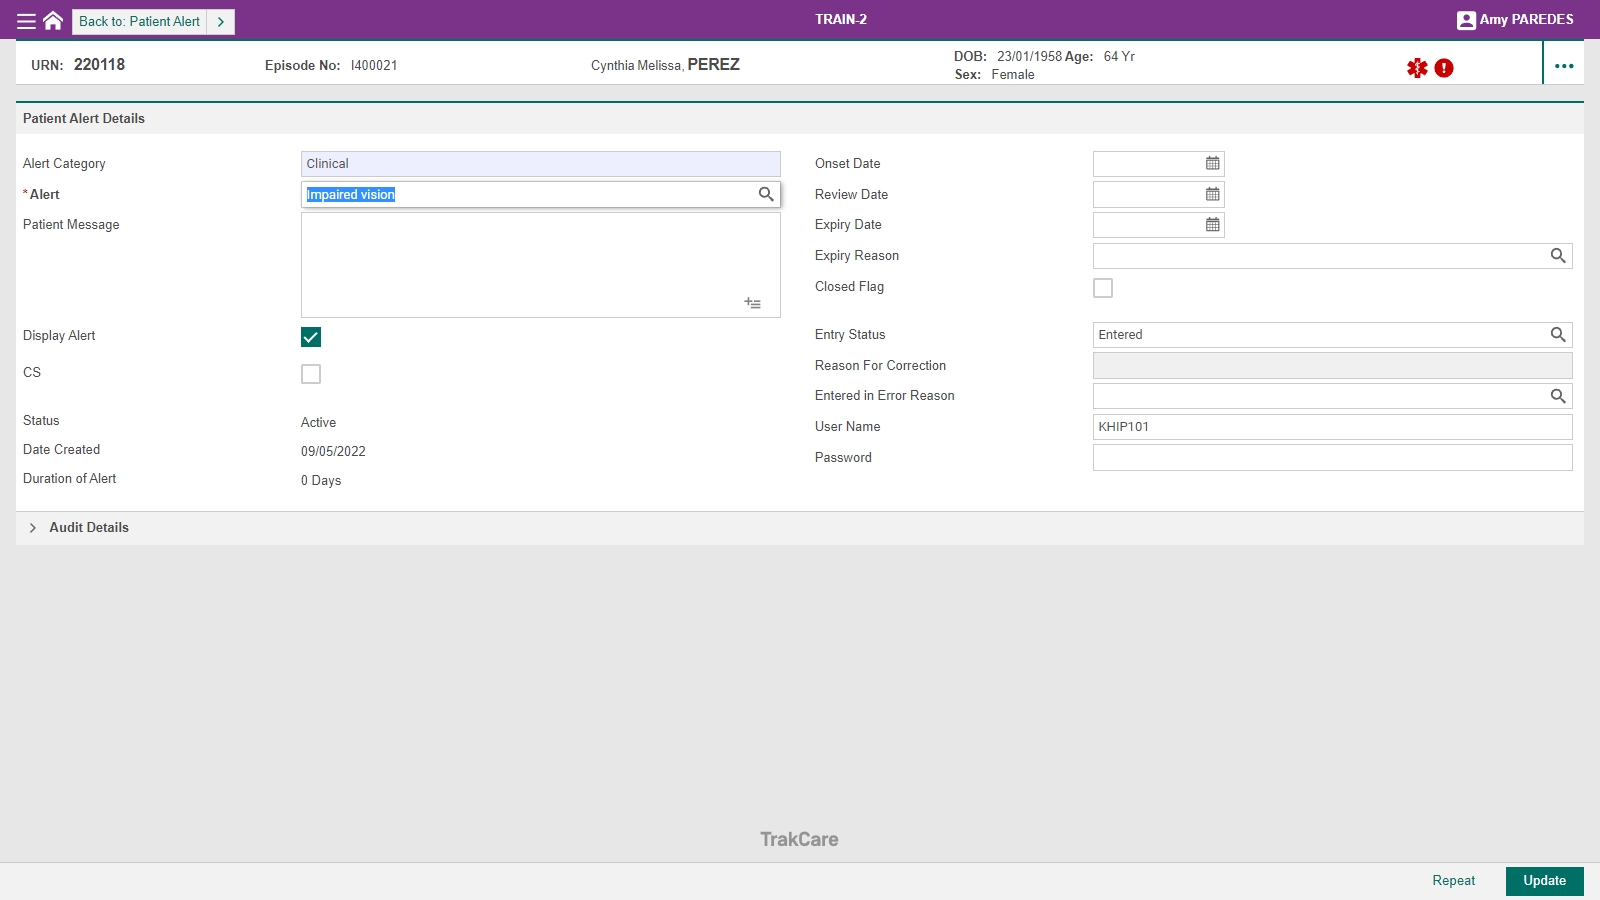 Back to: Patient Alert
TRAIN-2
Amy PAREDES
URN: 220118
Episode No: I400021
Cynthia Melissa, PEREZ
DOB: 23/01/1958 Age: 64 Yr
Sex: Female
Patient Alert Details
Alert Category
Clinical
*Alert
Impaired vision
Patient Message
Display Alert
CS
Status
Active
Date Created
09/05/2022
Duration of Alert
0 Days
Onset Date
Review Date
Expiry Date
Expiry Reason
Closed Flag
Entry Status
Entered
Reason For Correction
Entered in Error Reason
User Name
KHIP101
Password
Audit Details
TrakCare
Repeat
Update